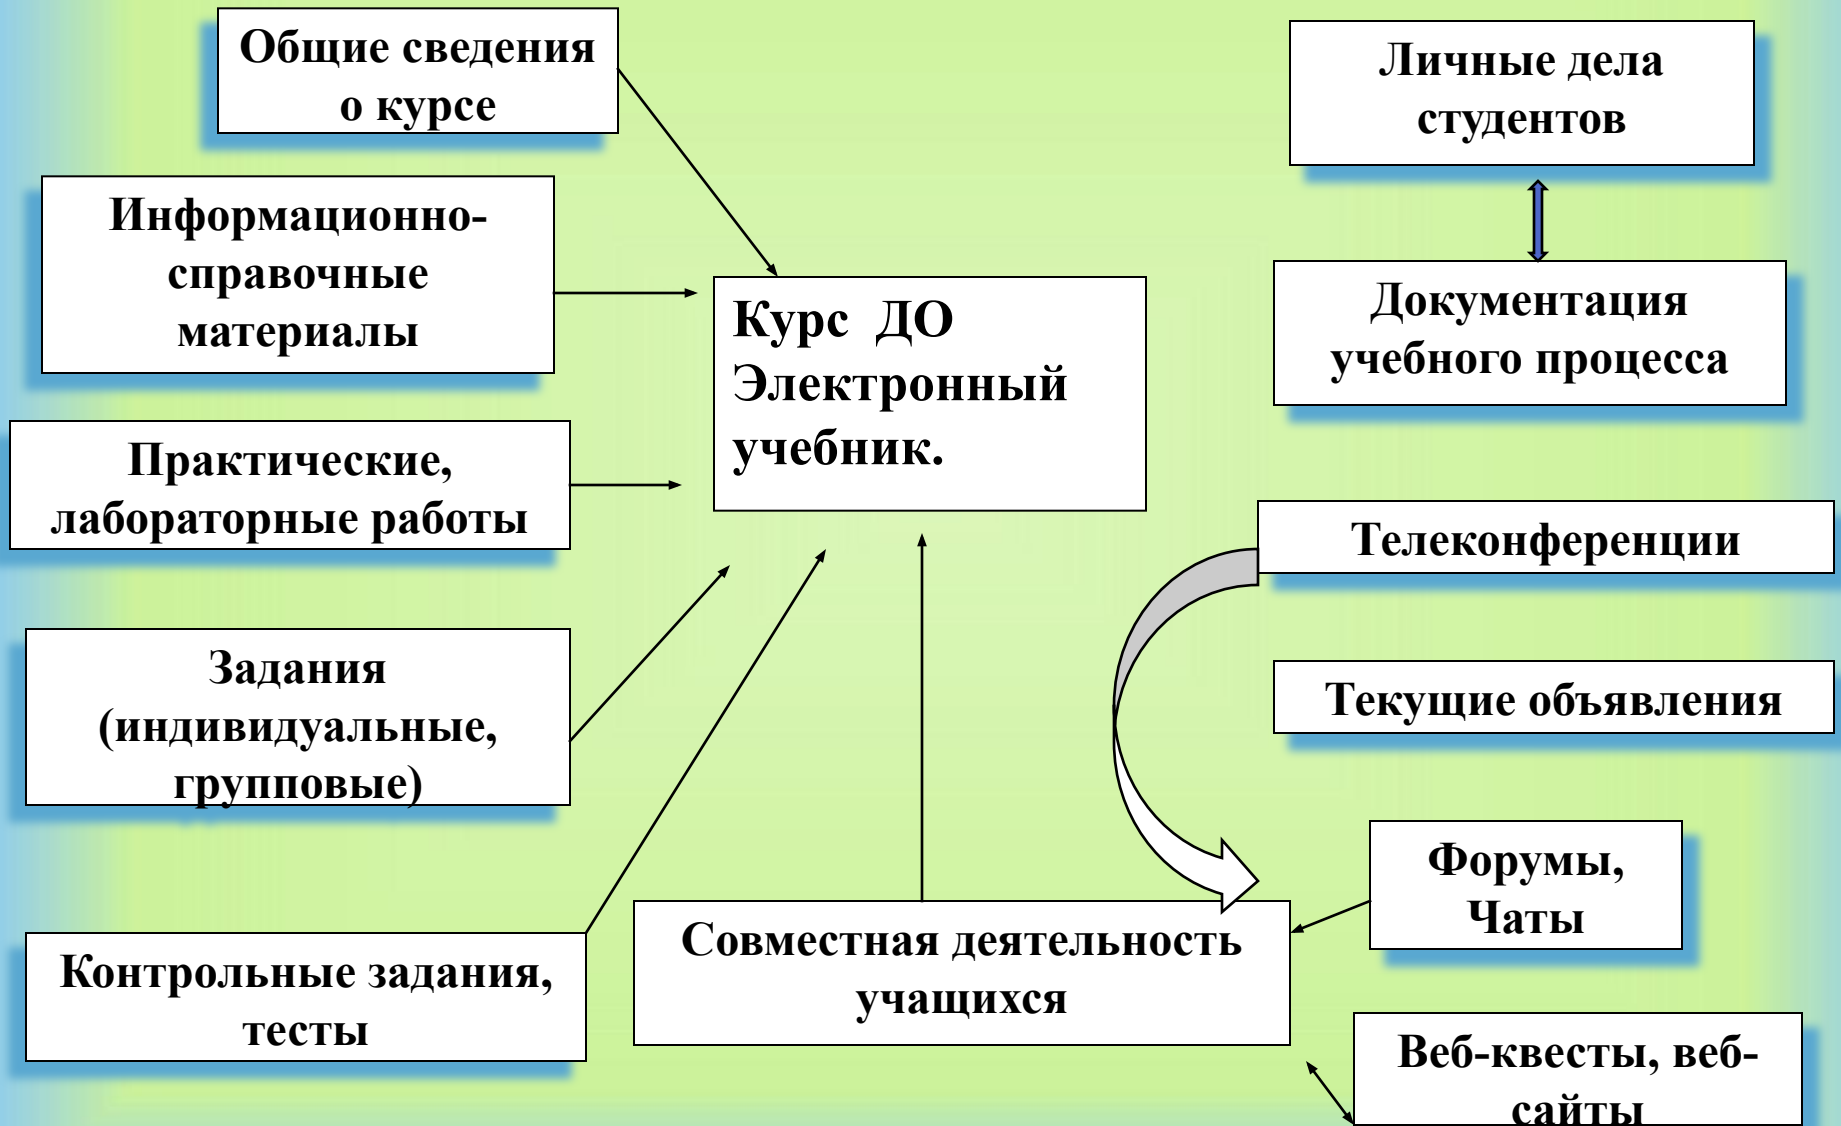 Общие сведения
о курсе
Информационно-
справочные
материалы
Практические,
лабораторные работы
Задания
(индивидуальные,
групповые)
Контрольные задания,
тесты
Курс ДО
Электронный
учебник.
Совместная деятельность
учащихся
Личные дела
студентов
Документация
учебного процесса
Телеконференции
Текущие объявления
Форумы,
Чаты
Веб-квесты, веб-
сайты